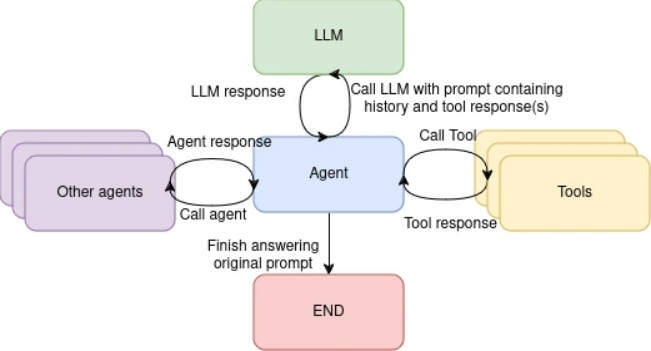 LLM
LLM response
Call LLM with prompt containing
history and tool response(s)
Agent response
Call Tool
Other agents
Agent
Tools
Call agent
Tool response
Finish answering
original prompt
END